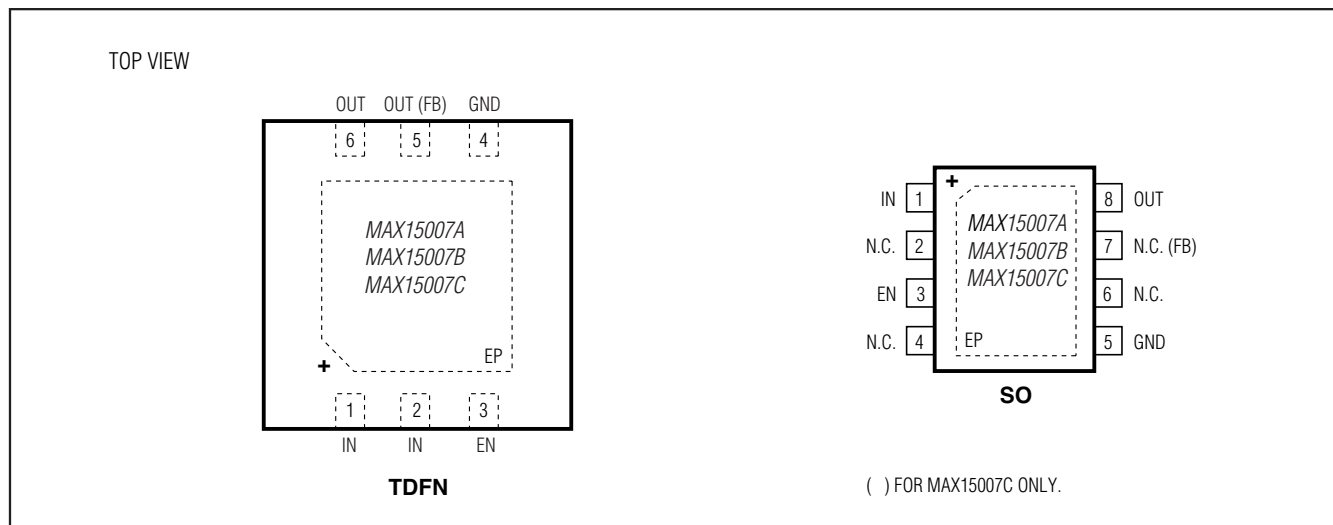 TOP VIEW
OUT OUT (FB) GND
6 5 4
MAX15007A
MAX15007B
MAX15007C
EP
+
1 2 3
IN IN EN
TDFN
+
IN 1 8 OUT
N.C. 2 7 N.C. (FB)
EN 3 6 N.C.
N.C. 4 5 GND
MAX15007A
MAX15007B
MAX15007C
EP
SO
( ) FOR MAX15007C ONLY.